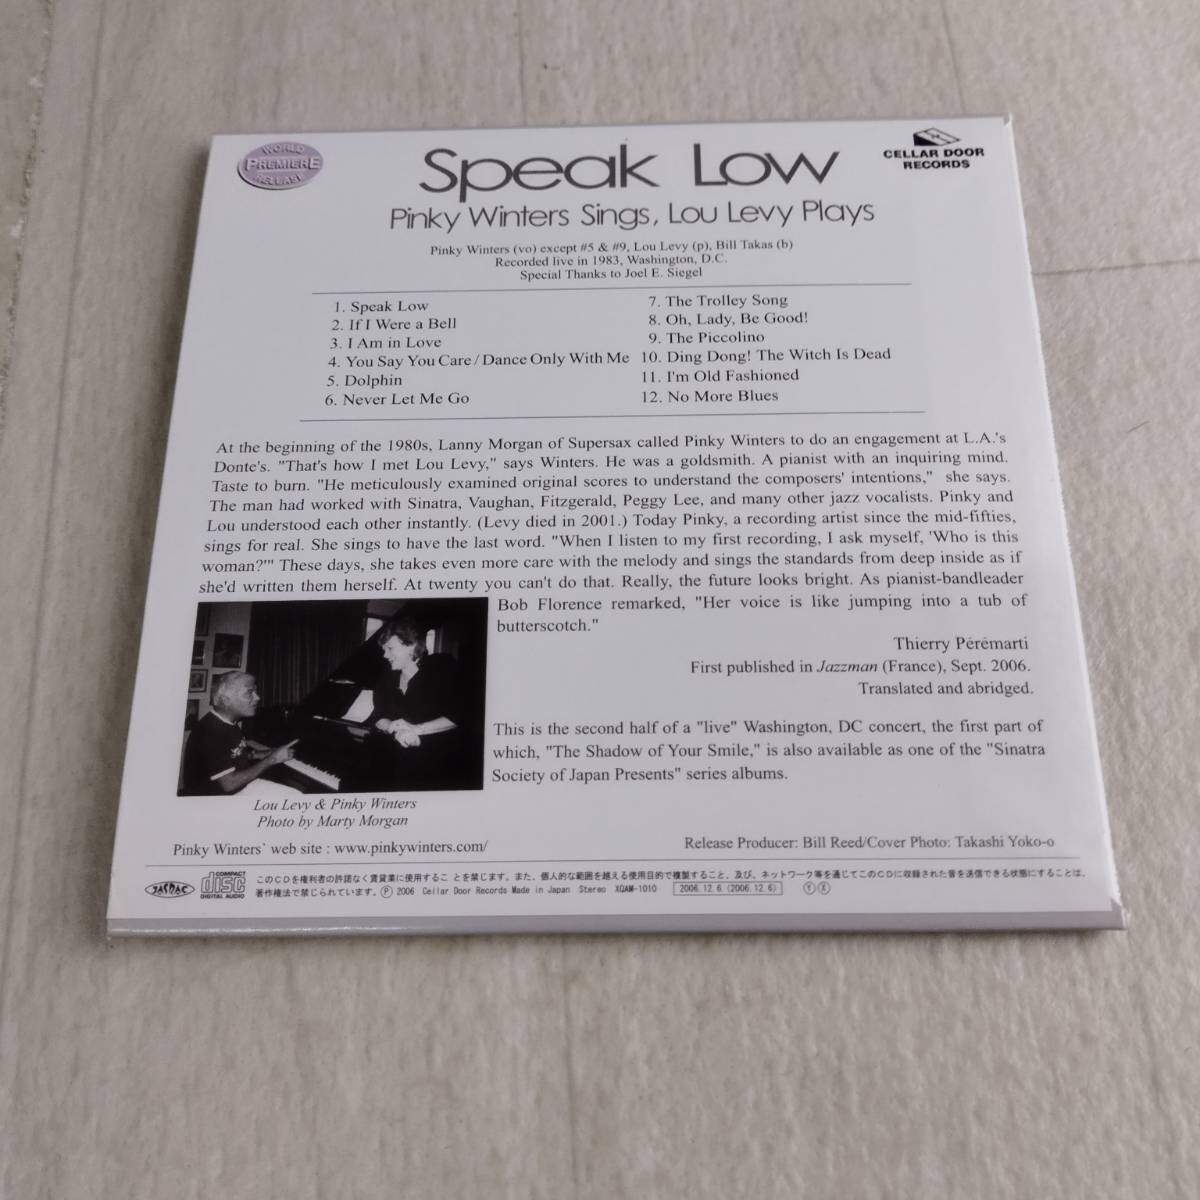 WORLD
PREMIERE
RELEASE
Speak Low
CELLAR DOOR
RECORDS
Pinky Winters Sings, Lou Levy Plays
Pinky Winters (vo) except #5 & #9, Lou Levy (p), Bill Takas (b)
Recorded live in 1983, Washington, D.C.
Special Thanks to Joel E. Siegel
1. Speak Low
2. If I Were a Bell
3. I Am in Love
4. You Say You Care / Dance Only With Me
5. Dolphin
6. Never Let Me Go
7. The Trolley Song
8. Oh, Lady, Be Good!
9. The Piccolino
10. Ding Dong! The Witch Is Dead
11. I'm Old Fashioned
12. No More Blues
At the beginning of the 1980s, Lanny Morgan of Supersax called Pinky Winters to do an engagement at L.A.'s
Donte's. "That's how I met Lou Levy," says Winters. He was a goldsmith. A pianist with an inquiring mind.
Taste to burn. "He meticulously examined original scores to understand the composers' intentions," she says.
The man had worked with Sinatra, Vaughan, Fitzgerald, Peggy Lee, and many other jazz vocalists. Pinky and
Lou understood each other instantly. (Levy died in 2001.) Today Pinky, a recording artist since the mid-fifties,
sings for real. She sings to have the last word. "When I listen to my first recording, I ask myself, 'Who is this
woman?'" These days, she takes even more care with the melody and sings the standards from deep inside as if
she'd written them herself. At twenty you can't do that. Really, the future looks bright. As pianist-bandleader
Bob Florence remarked, "Her voice is like jumping into a tub of
butterscotch."
Thierry Pérémarti
First published in Jazzman (France), Sept. 2006.
Translated and abridged.
This is the second half of a "live" Washington, DC concert, the first part of
which, "The Shadow of Your Smile," is also available as one of the "Sinatra
Society of Japan Presents" series albums.
Lou Levy & Pinky Winters
Photo by Marty Morgan
Pinky Winters` web site : www.pinkywinters.com/
Release Producer: Bill Reed/Cover Photo: Takashi Yoko-o
JASRAC
COMPACT
disc
DIGITAL AUDIO
このCDを権利者の許諾なく賃貸業に使用するこ とを禁じます。また、個人的な範囲を越える使用目的で複製すること、及び、ネットワーク等を通じてこのCDに収録された音を送信できる状態にすることは、
著作権法で禁じられています。Ⓟ 2006 Cellar Door Records Made in Japan Stereo XQAM-1010 2006.12.6 (2006.12.6) Ⓨ Ⓧ